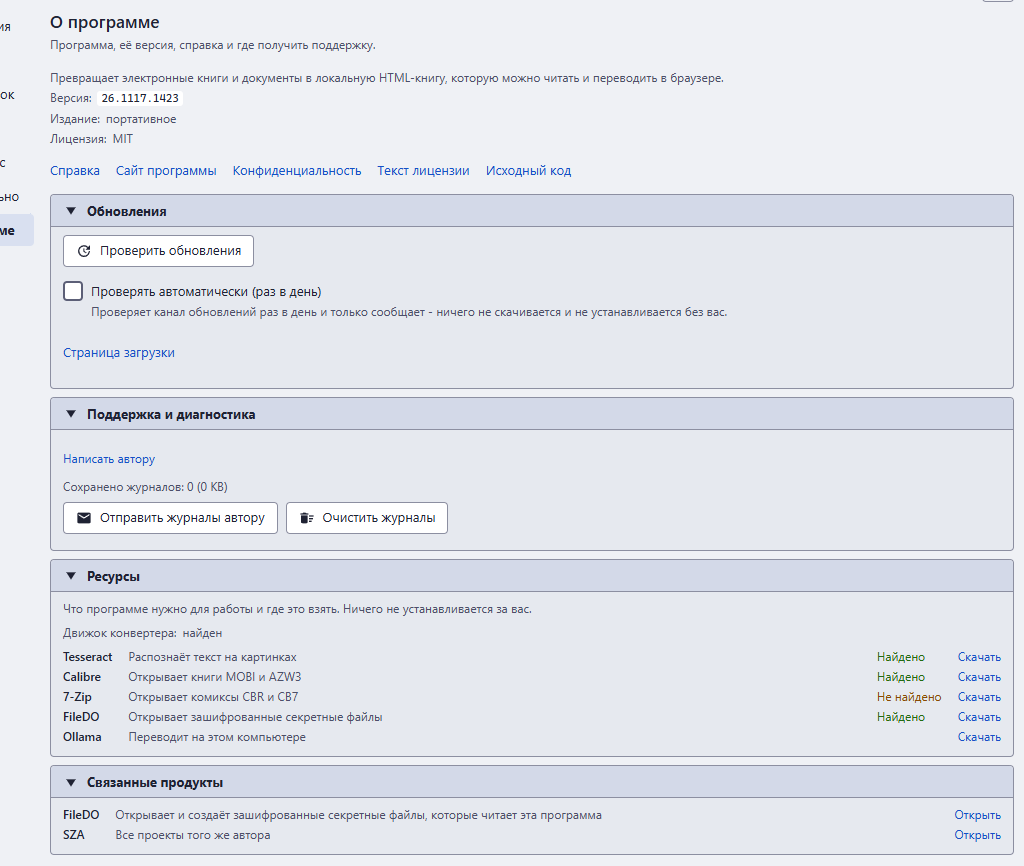 ия
ок
с
ьно
ме
О программе
Программа, её версия, справка и где получить поддержку.
Превращает электронные книги и документы в локальную HTML-книгу, которую можно читать и переводить в браузере.
Версия: 26.1117.1423
Издание: портативное
Лицензия: MIT
Справка Сайт программы Конфиденциальность Текст лицензии Исходный код
Обновления
Проверить обновления
Проверять автоматически (раз в день)
Проверяет канал обновлений раз в день и только сообщает - ничего не скачивается и не устанавливается без вас.
Страница загрузки
Поддержка и диагностика
Написать автору
Сохранено журналов: 0 (0 KB)
Отправить журналы автору Очистить журналы
Ресурсы
Что программе нужно для работы и где это взять. Ничего не устанавливается за вас.
Движок конвертера: найден
Tesseract Распознаёт текст на картинках Найдено Скачать
Calibre Открывает книги MOBI и AZW3 Найдено Скачать
7-Zip Открывает комиксы CBR и CB7 Не найдено Скачать
FileDO Открывает зашифрованные секретные файлы Найдено Скачать
Ollama Переводит на этом компьютере Скачать
Связанные продукты
FileDO Открывает и создаёт зашифрованные секретные файлы, которые читает эта программа Открыть
SZA Все проекты того же автора Открыть